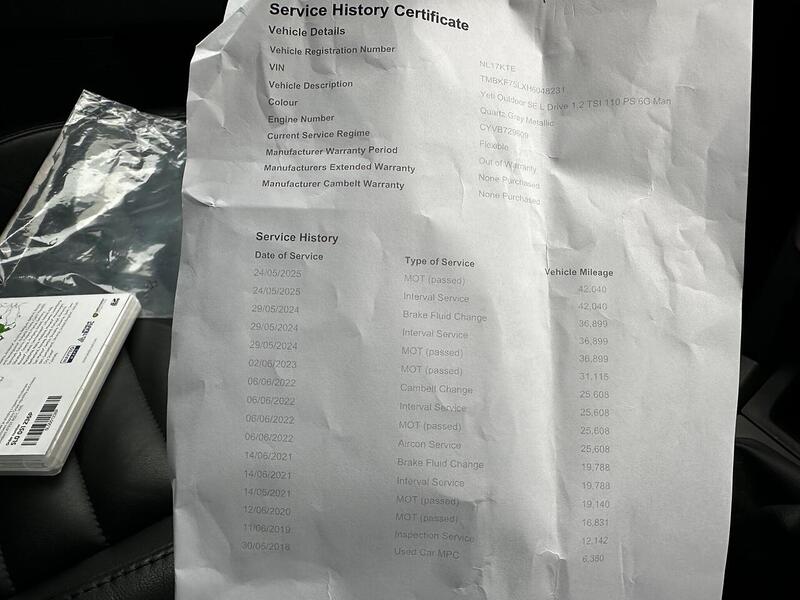 Service History Certificate
Vehicle Details
Vehicle Registration Number NL17KTE
VIN TMBKF75LXH6048231
Vehicle Description Yeti Outdoor SE L Drive 1.2 TSI 110 PS 6G Man
Colour Quartz Grey Metallic
Engine Number CYVB729809
Current Service Regime Flexible
Manufacturer Warranty Period Out of Warranty
Manufacturers Extended Warranty None Purchased
Manufacturer Cambelt Warranty None Purchased
Service History
Date of Service Type of Service Vehicle Mileage
24/05/2025 MOT (passed) 42,040
24/05/2025 Interval Service 42,040
29/05/2024 Brake Fluid Change 36,899
29/05/2024 Interval Service 36,899
29/05/2024 MOT (passed) 36,899
02/06/2023 MOT (passed) 31,115
06/06/2022 Cambelt Change 25,608
06/06/2022 Interval Service 25,608
06/06/2022 MOT (passed) 25,608
06/06/2022 Aircon Service 25,608
14/06/2021 Brake Fluid Change 19,788
14/06/2021 Interval Service 19,788
14/05/2021 MOT (passed) 19,140
12/06/2020 MOT (passed) 16,831
11/06/2019 Inspection Service 12,142
30/05/2018 Used Car MPC 6,380